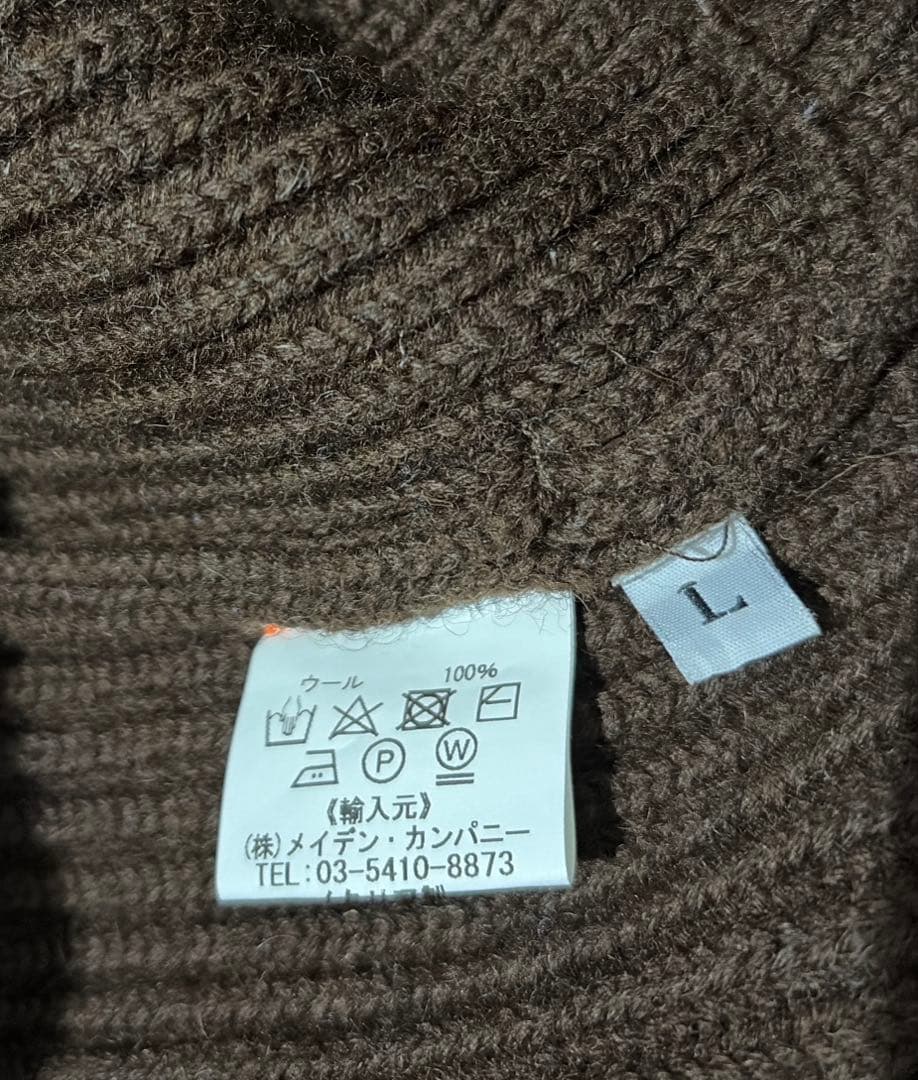 ウール 100%
P W
《輸入元》
(株)メイデン・カンパニー
TEL:03-5410-8873
L